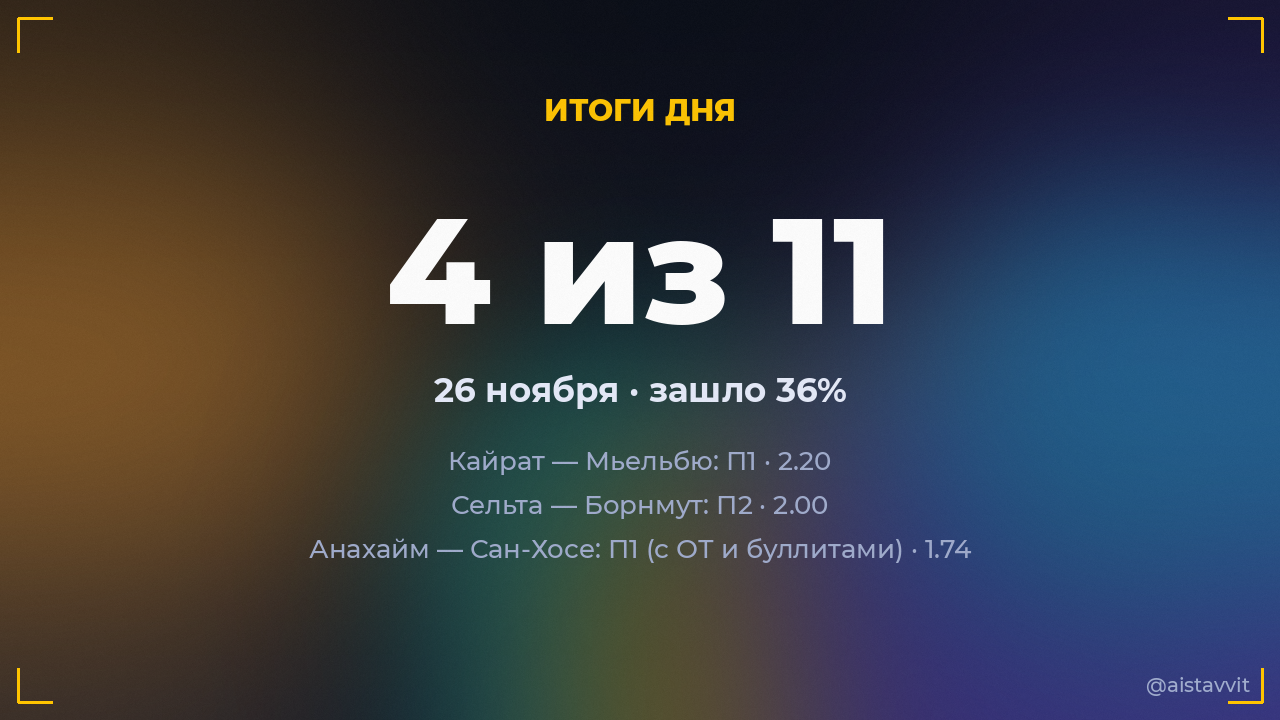 ИТОГИ ДНЯ
4 из 11
26 ноября · зашло 36%
Кайрат — Мьельбю: П1 · 2.20
Сельта — Борнмут: П2 · 2.00
Анахайм — Сан-Хосе: П1 (с ОТ и буллитами) · 1.74
@aistavvit